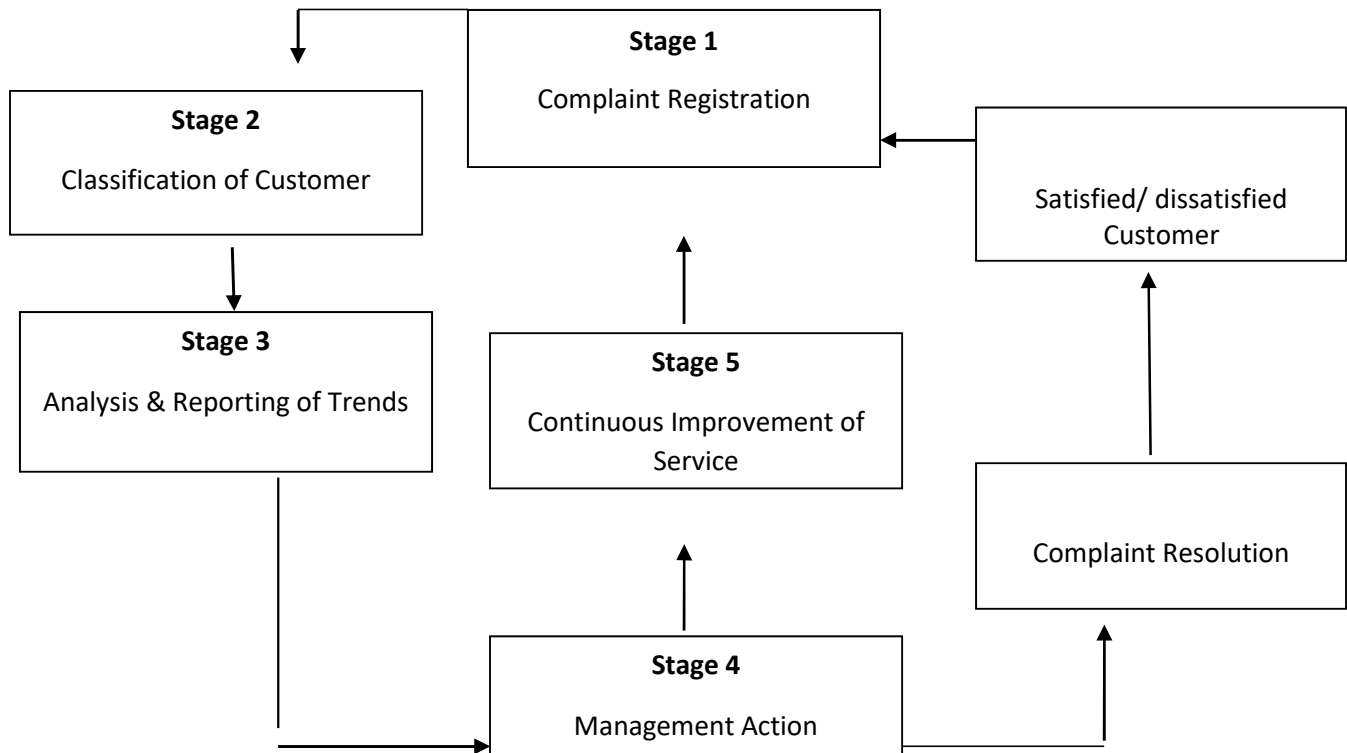 Stage 1
Complaint Registration
Stage 2
Classification of Customer
Satisfied/ dissatisfied
Customer
Stage 3
Analysis & Reporting of Trends
Stage 5
Continuous Improvement of
Service
Complaint Resolution
Stage 4
Management Action